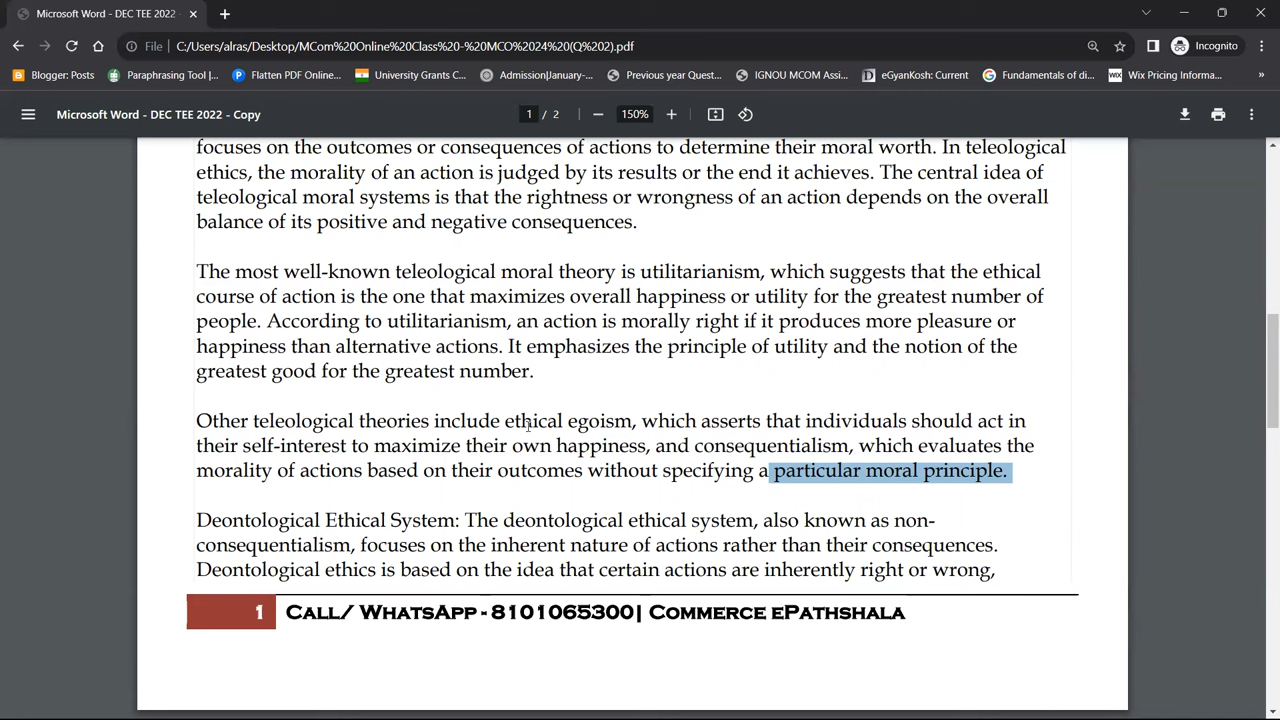 Microsoft Word - DEC TEE 2022 -
File C:/Users/alras/Desktop/MCom%20Online%20Class%20-%20MCO%2024%20(Q%202).pdf Incognito
Blogger: Posts Paraphrasing Tool |... Flatten PDF Online... University Grants C... Admission|January-... Previous year Quest... IGNOU MCOM Assi... eGyanKosh: Current Fundamentals of di... Wix Pricing Informa... »
Microsoft Word - DEC TEE 2022 - Copy 1 / 2 150%
focuses on the outcomes or consequences of actions to determine their moral worth. In teleological
ethics, the morality of an action is judged by its results or the end it achieves. The central idea of
teleological moral systems is that the rightness or wrongness of an action depends on the overall
balance of its positive and negative consequences.
The most well-known teleological moral theory is utilitarianism, which suggests that the ethical
course of action is the one that maximizes overall happiness or utility for the greatest number of
people. According to utilitarianism, an action is morally right if it produces more pleasure or
happiness than alternative actions. It emphasizes the principle of utility and the notion of the
greatest good for the greatest number.
Other teleological theories include ethical egoism, which asserts that individuals should act in
their self-interest to maximize their own happiness, and consequentialism, which evaluates the
morality of actions based on their outcomes without specifying a particular moral principle.
Deontological Ethical System: The deontological ethical system, also known as non-
consequentialism, focuses on the inherent nature of actions rather than their consequences.
Deontological ethics is based on the idea that certain actions are inherently right or wrong,
1 Call/ WhatsApp - 8101065300| Commerce ePathshala